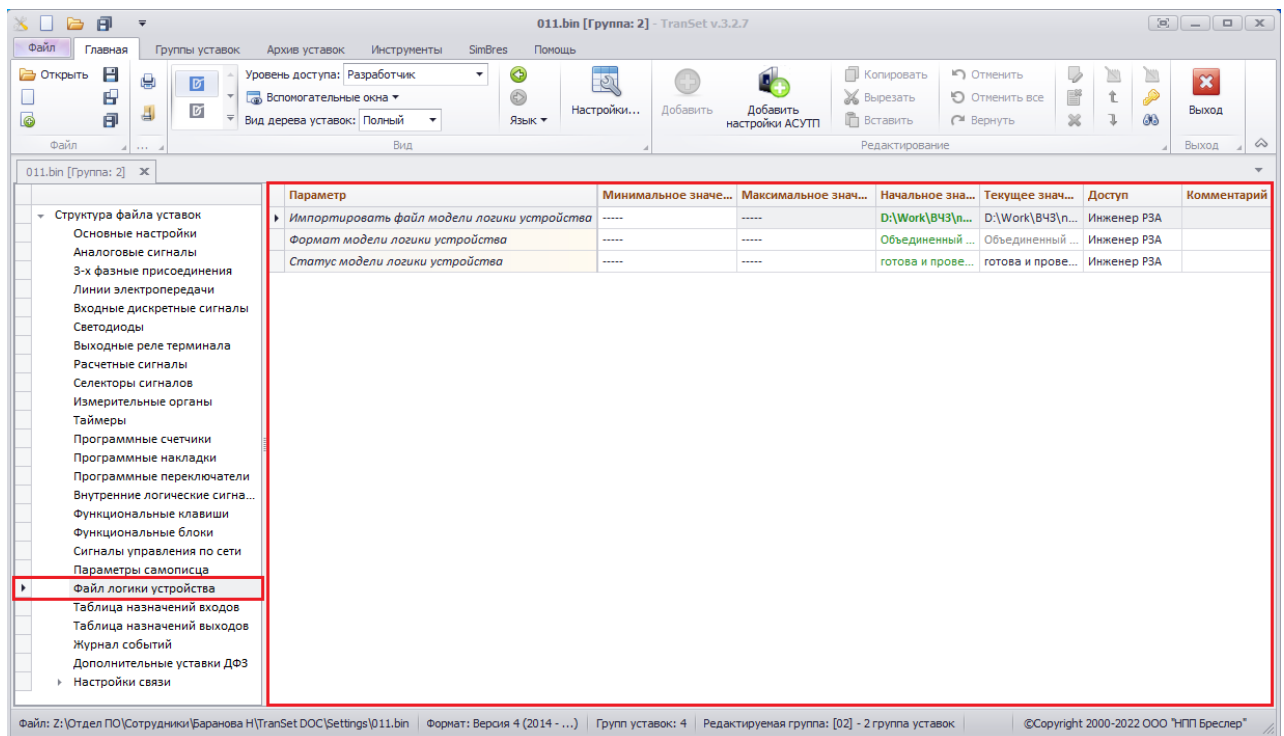 011.bin [Группа: 2] - TranSet v.3.2.7
Файл Главная Группы уставок Архив уставок Инструменты SimBres Помощь
Открыть
Уровень доступа: Разработчик
Вспомогательные окна
Вид дерева уставок: Полный
Язык
Настройки...
Добавить
Добавить
настройки АСУТП
Копировать
Вырезать
Вставить
Отменить
Отменить все
Вернуть
Выход
Файл ... Вид Редактирование Выход
011.bin [Группа: 2]
Параметр Минимальное значе... Максимальное знач... Начальное зна... Текущее знач... Доступ Комментарий
Импортировать файл модели логики устройства ----- ----- D:\Work\ВЧЗ\п... D:\Work\ВЧЗ\п... Инженер РЗА
Формат модели логики устройства ----- ----- Объединенный ... Объединенный ... Инженер РЗА
Статус модели логики устройства ----- ----- готова и прове... готова и прове... Инженер РЗА
Структура файла уставок
Основные настройки
Аналоговые сигналы
3-х фазные присоединения
Линии электропередачи
Входные дискретные сигналы
Светодиоды
Выходные реле терминала
Расчетные сигналы
Селекторы сигналов
Измерительные органы
Таймеры
Программные счетчики
Программные накладки
Программные переключатели
Внутренние логические сигна...
Функциональные клавиши
Функциональные блоки
Сигналы управления по сети
Параметры самописца
Файл логики устройства
Таблица назначений входов
Таблица назначений выходов
Журнал событий
Дополнительные уставки ДФЗ
Настройки связи
Файл: Z:\Отдел ПО\Сотрудники\Баранова Н\TranSet DOC\Settings\011.bin Формат: Версия 4 (2014 - ...) Групп уставок: 4 Редактируемая группа: [02] - 2 группа уставок ©Copyright 2000-2022 ООО "НПП Бреслер"